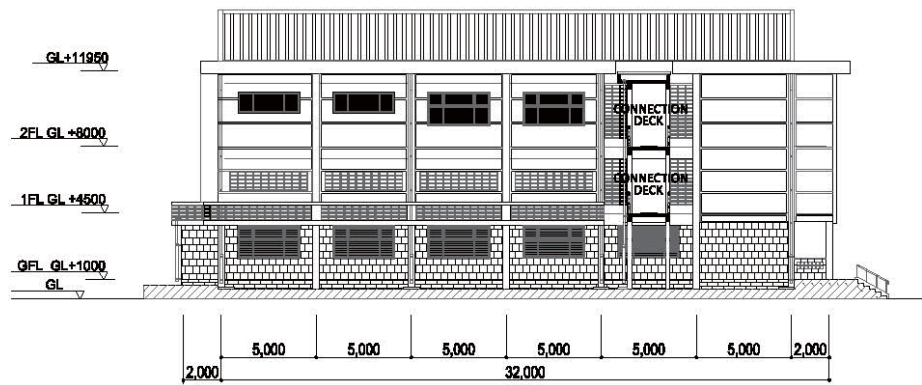 GL+11950
CONNECTION
DECK
2FL GL +8000
CONNECTION
DECK
1FL GL +4500
GFL GL+1000
GL
5,000 5,000 5,000 5,000 5,000 5,000 2,000
2,000 32,000